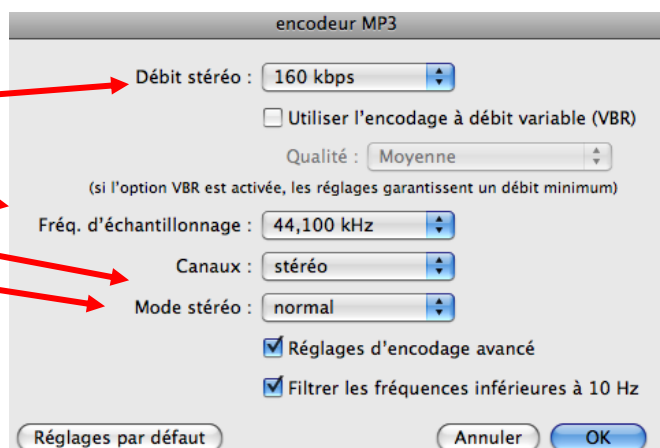 encodeur MP3
Débit stéréo : 160 kbps
Utiliser l'encodage à débit variable (VBR)
Qualité : Moyenne
(si l'option VBR est activée, les réglages garantissent un débit minimum)
Fréq. d'échantillonnage : 44,100 kHz
Canaux : stéréo
Mode stéréo : normal
Réglages d'encodage avancé
Filtrer les fréquences inférieures à 10 Hz
Réglages par défaut Annuler OK